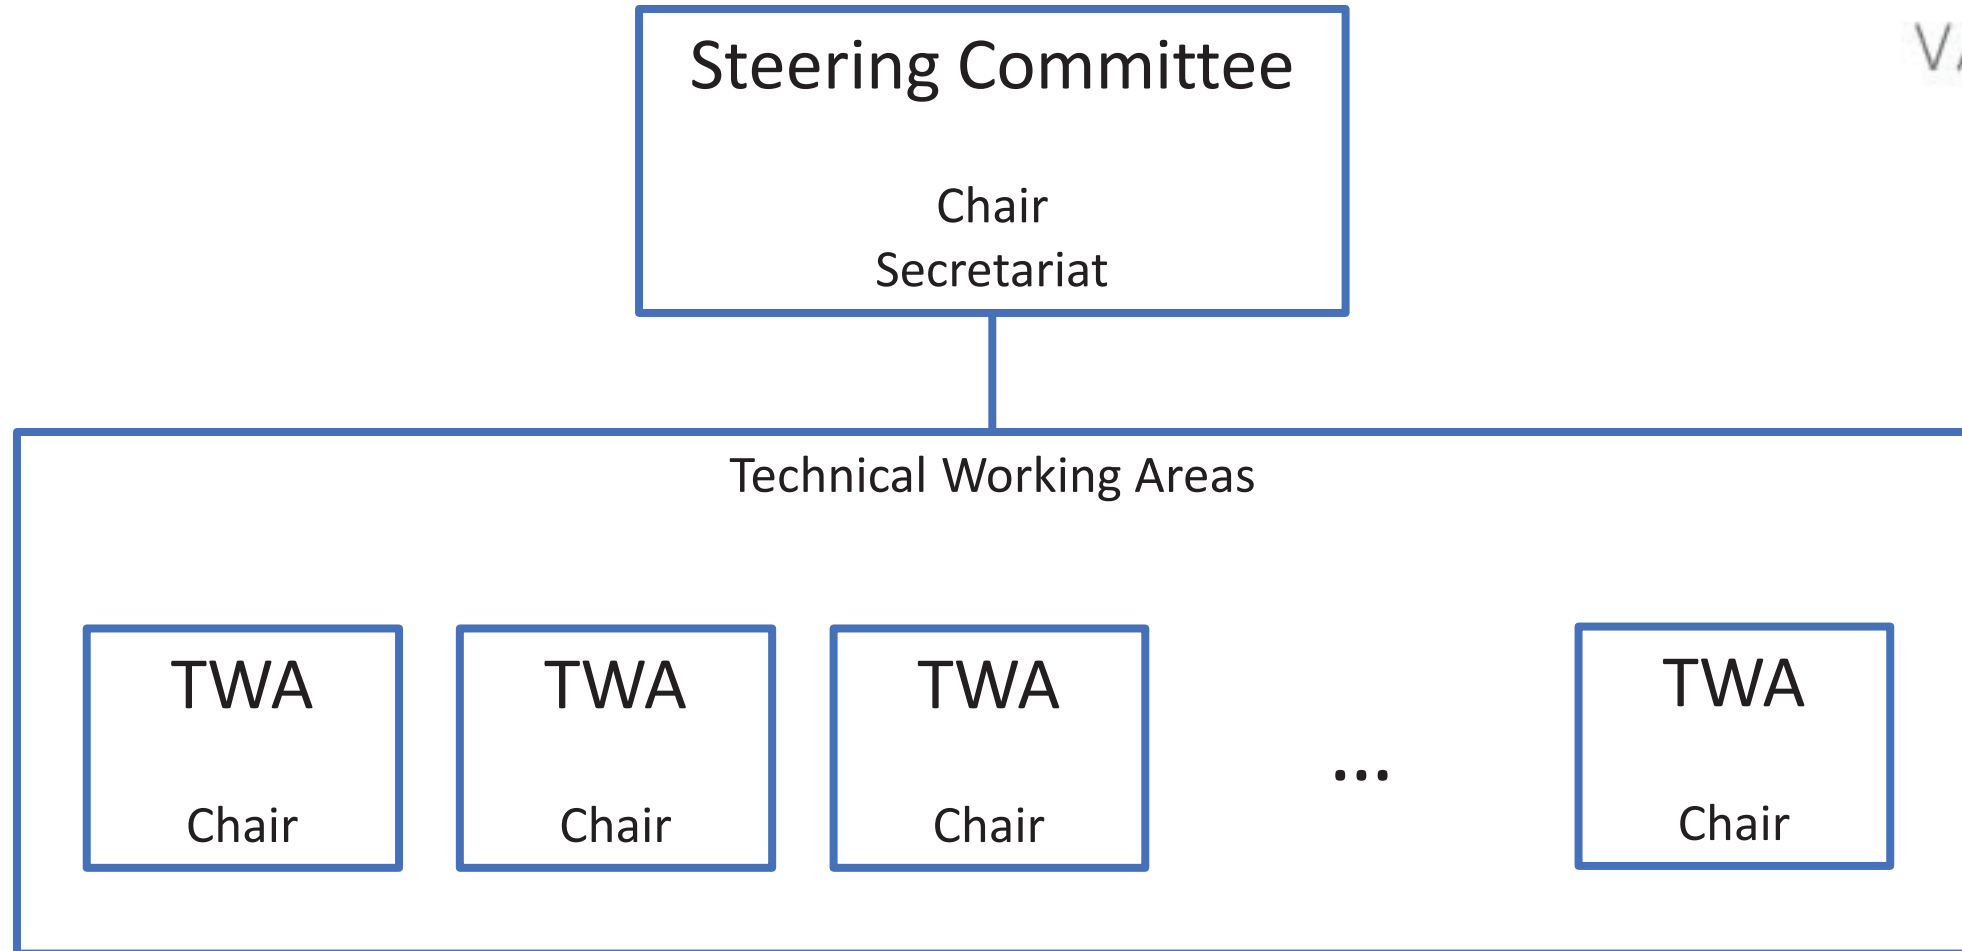 Steering Committee
Chair
Secretariat
Technical Working Areas
TWA
Chair
TWA
Chair
TWA
Chair
...
TWA
Chair